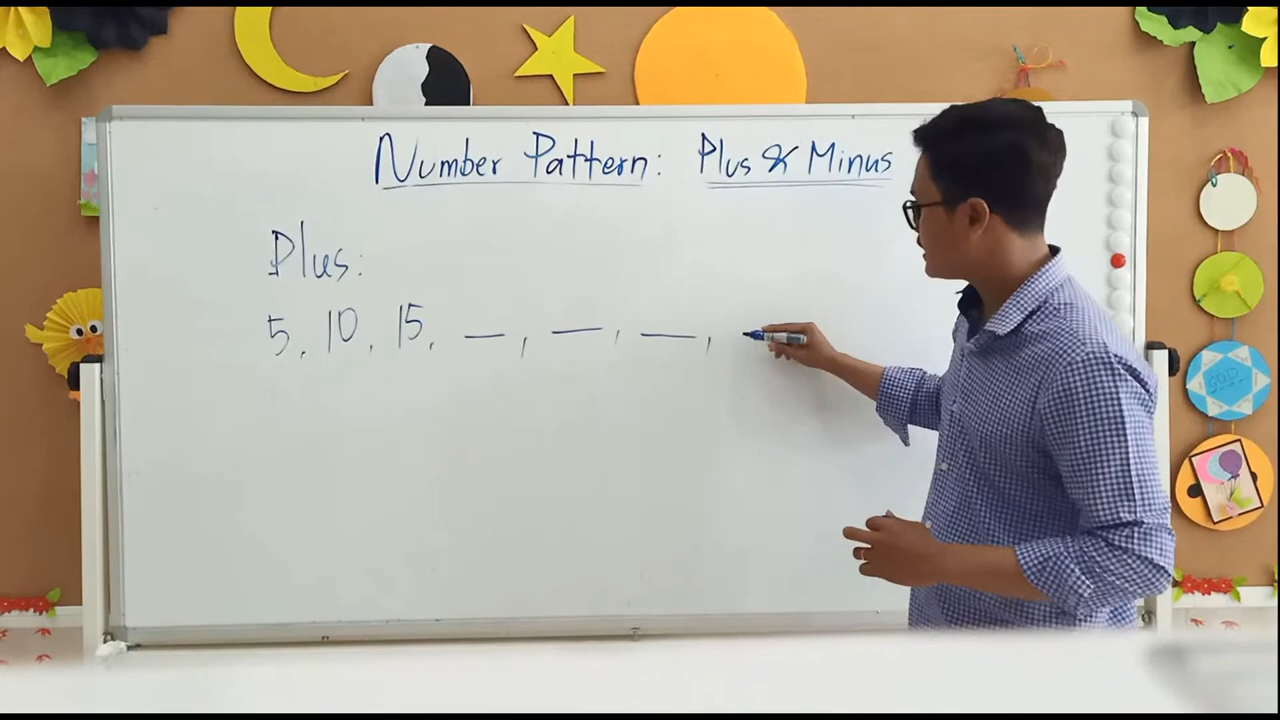 Number Pattern: Plus & Minus
Plus:
5, 10, 15, __, __, __,